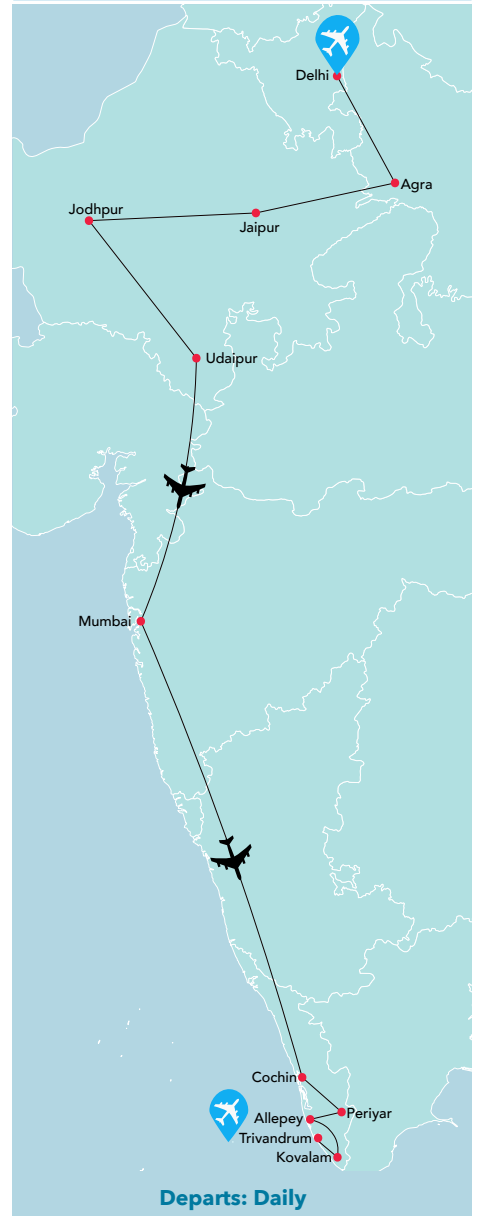 Delhi
Agra
Jodhpur
Jaipur
Udaipur
Mumbai
Cochin
Periyar
Allepey
Trivandrum
Kovalam
Departs: Daily